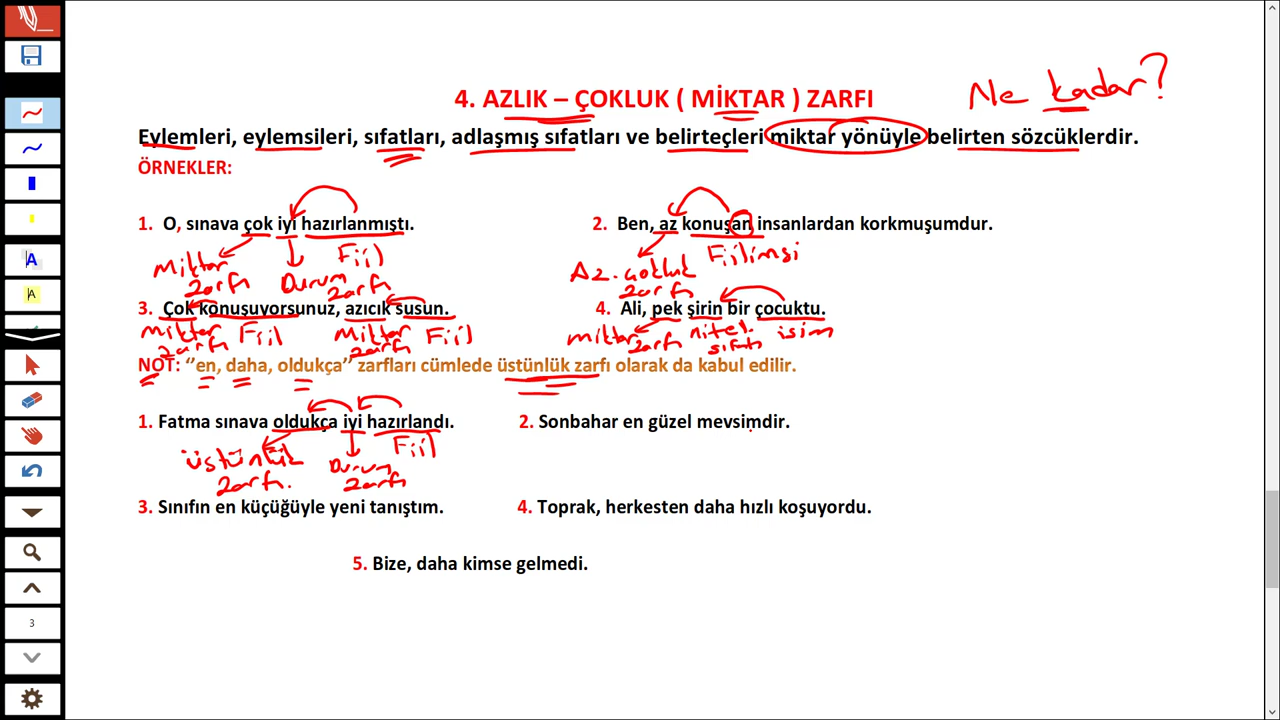 4. AZLIK – ÇOKLUK ( MİKTAR ) ZARFI
Ne kadar?
Eylemleri, eylemsileri, sıfatları, adlaşmış sıfatları ve belirteçleri miktar yönüyle belirten sözcüklerdir.
ÖRNEKLER:
1. O, sınava çok iyi hazırlanmıştı.
Miktar zarfı
Durum zarfı
Fiil
2. Ben, az konuşan insanlardan korkmuşumdur.
Az. çokluk zarfı
Fiilimsi
3. Çok konuşuyorsunuz, azıcık susun.
Miktar zarfı
Fiil
Miktar zarfı
Fiil
4. Ali, pek şirin bir çocuktu.
miktar zarfı
nitel. sıfatı
isim
NOT: ‘’en, daha, oldukça’’ zarfları cümlede üstünlük zarfı olarak da kabul edilir.
1. Fatma sınava oldukça iyi hazırlandı.
üstünlük zarfı.
Durum zarfı
Fiil
2. Sonbahar en güzel mevsimdir.
3. Sınıfın en küçüğüyle yeni tanıştım.
4. Toprak, herkesten daha hızlı koşuyordu.
5. Bize, daha kimse gelmedi.
A
A
3